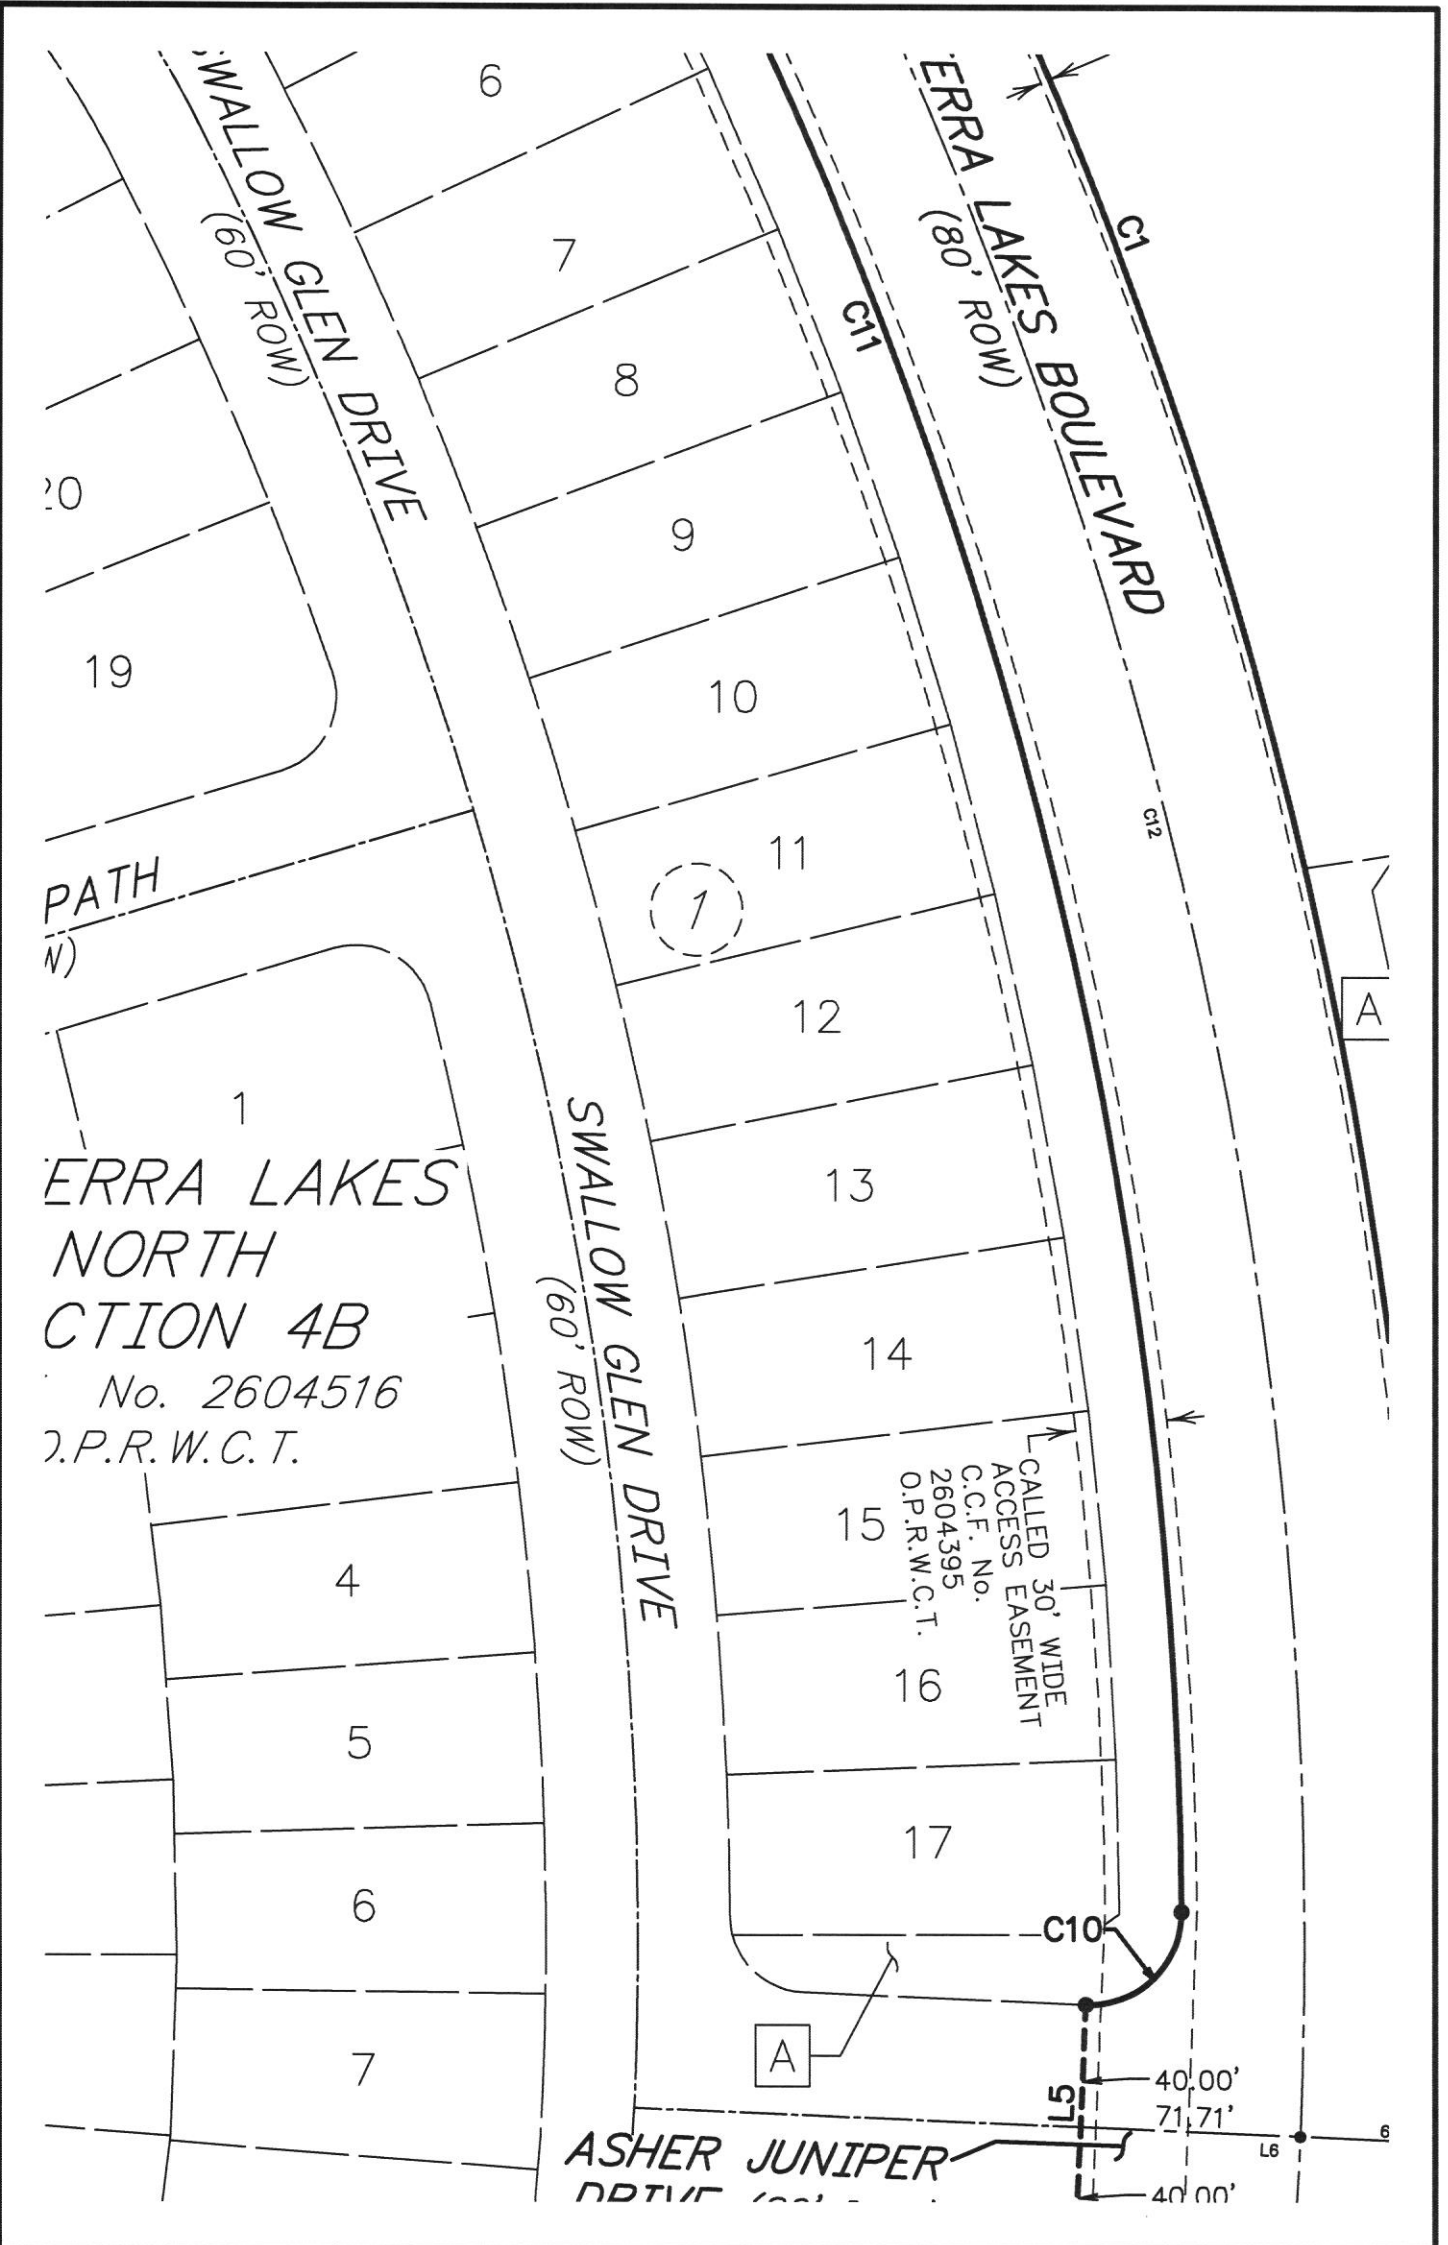 SWALLOW GLEN DRIVE
(60' ROW)
6
7
8
9
10
11
1
12
13
14
15
16
17
ERRA LAKES BOULEVARD
(80' ROW)
C1
C11
C12
A
20
19
PATH
W)
1
ERRA LAKES
NORTH
CTION 4B
No. 2604516
O.P.R.W.C.T.
SWALLOW GLEN DRIVE
(60' ROW)
CALLED 30' WIDE
ACCESS EASEMENT
C.C.F. No.
2604395
O.P.R.W.C.T.
4
5
6
7
C10
A
L5
40.00'
71.71'
L6
6
40.00'
ASHER JUNIPER
DRIVE